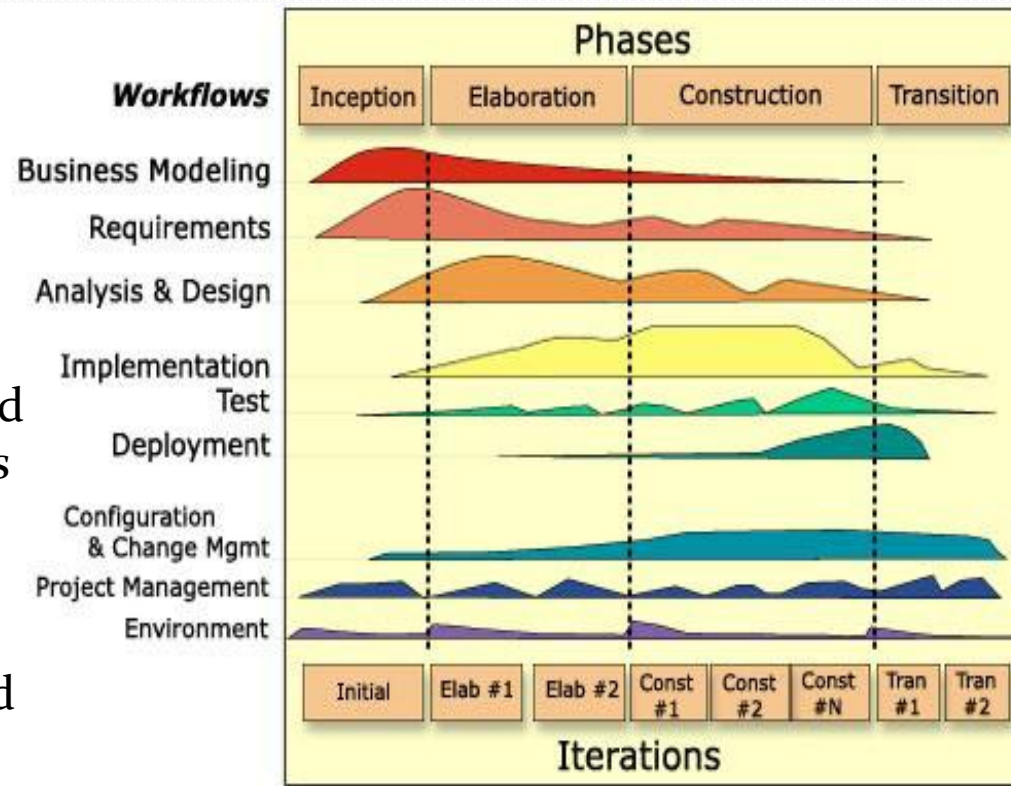 Phases
Workflows
Inception
Elaboration
Construction
Transition
Business Modeling
Requirements
Analysis & Design
Implementation
d
Test
s
Deployment
Configuration
& Change Mgmt
Project Management
Environment
d
Initial
Elab #1
Elab #2
Const
#1
Const
#2
Const
#N
Tran
#1
Tran
#2
Iterations